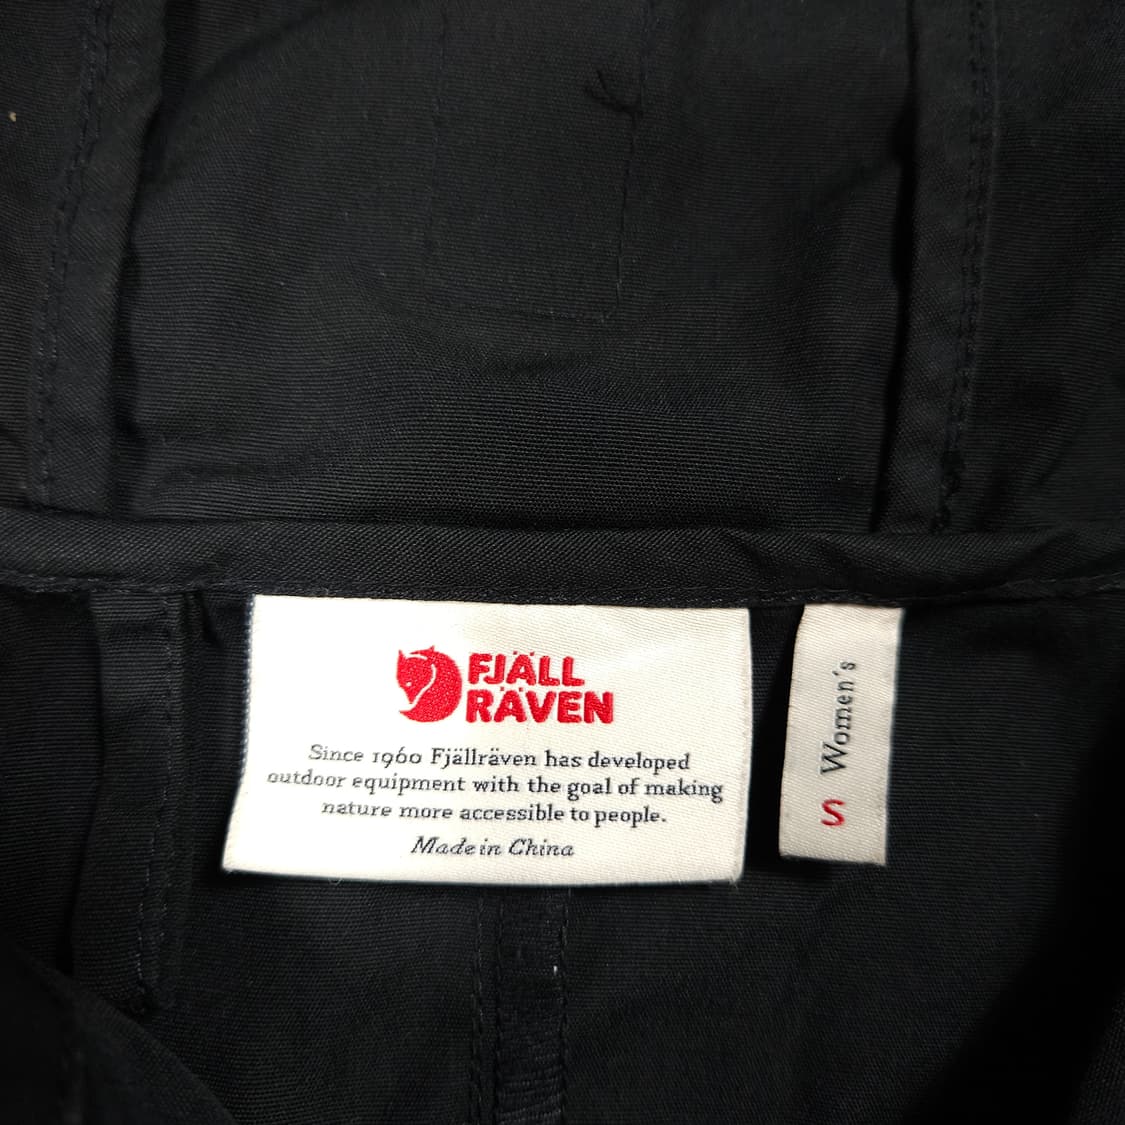 FJÄLL
RÄVEN
Since 1960 Fjällräven has developed
outdoor equipment with the goal of making
nature more accessible to people.
Made in China
Women's
S